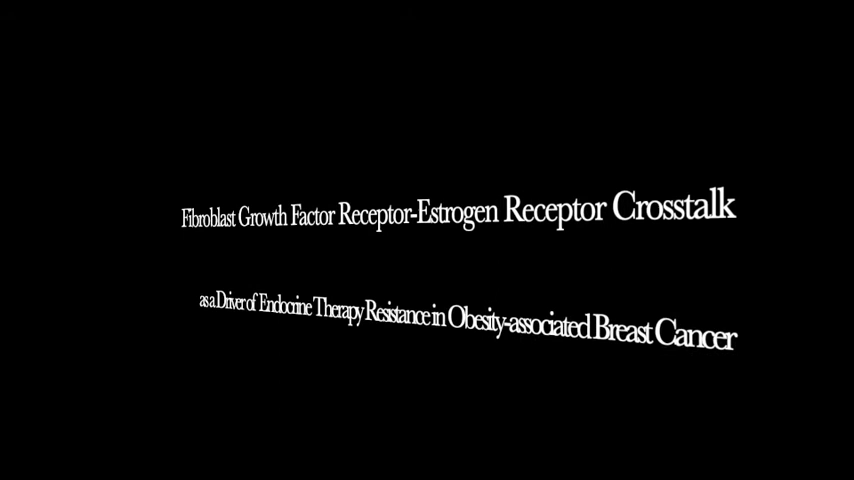 Fibroblast Growth Factor Receptor-Estrogen Receptor Crosstalk
as a Driver of Endocrine Therapy Resistance in Obesity-associated Breast Cancer